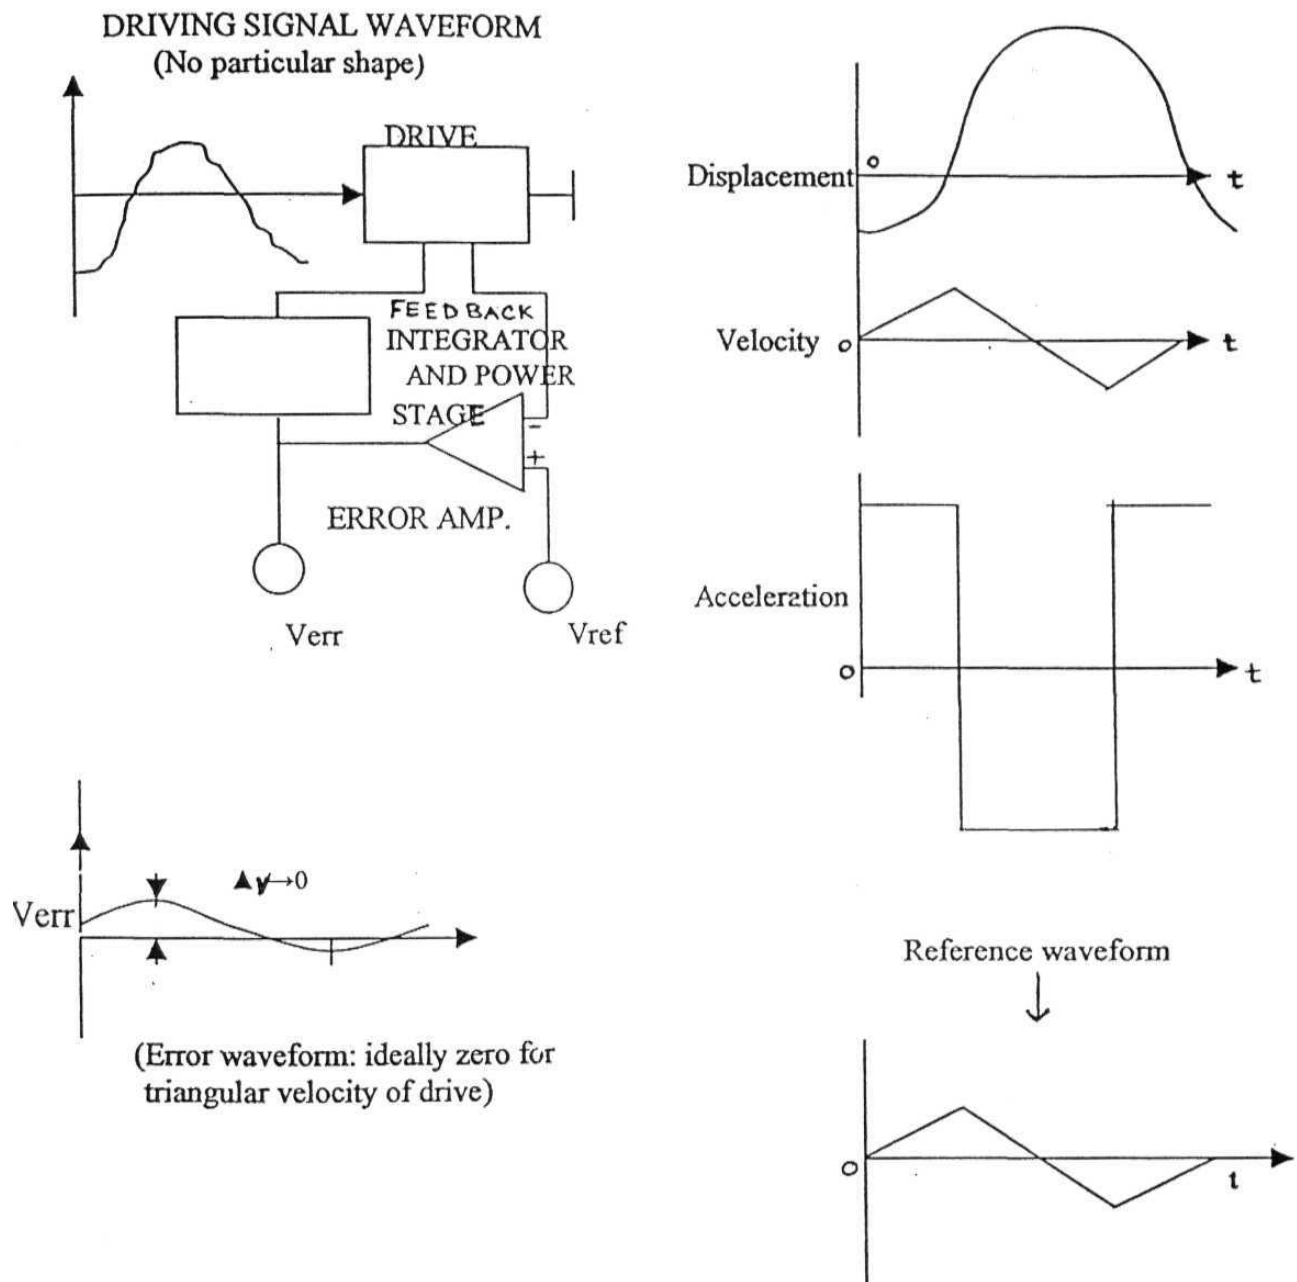 DRIVING SIGNAL WAVEFORM
(No particular shape)
DRIVE
FEEDBACK
INTEGRATOR
AND POWER
STAGE
-
+
ERROR AMP.
Verr
Vref
Verr
▲v→0
(Error waveform: ideally zero for
triangular velocity of drive)
Displacement
o
t
Velocity
o
t
Acceleration
o
t
Reference waveform
o
t